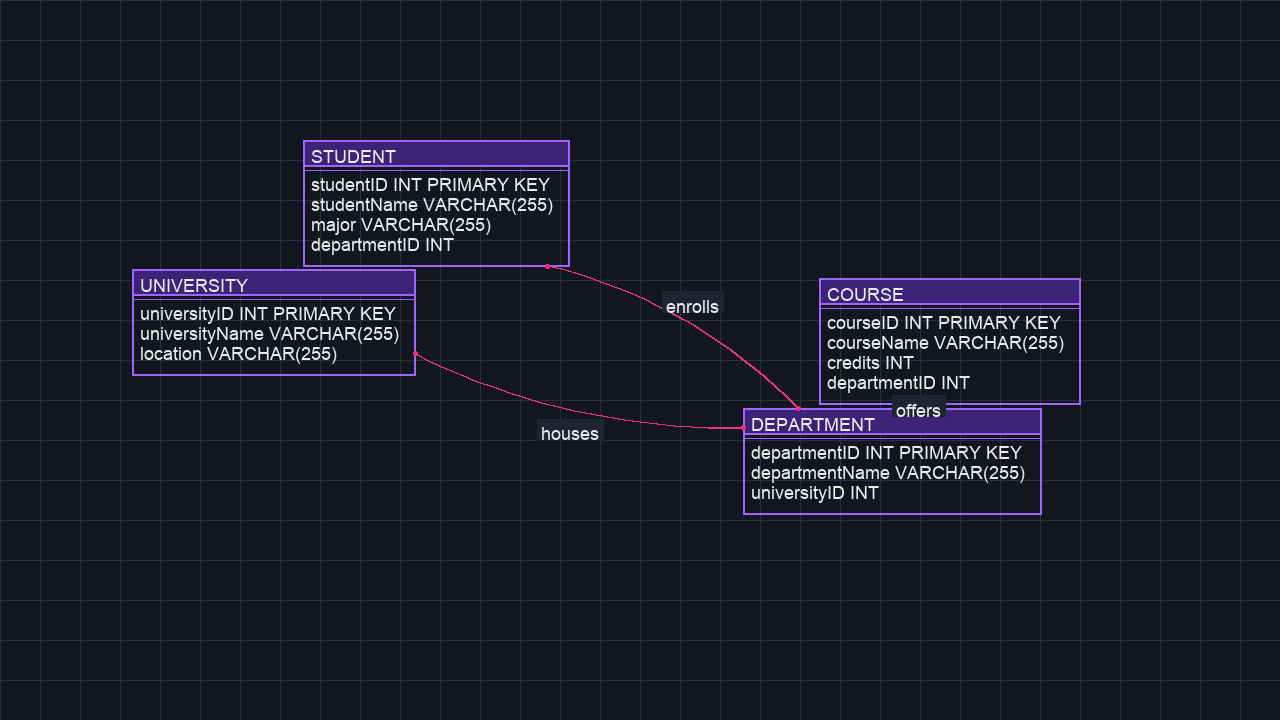 STUDENT
studentID INT PRIMARY KEY
studentName VARCHAR(255)
major VARCHAR(255)
departmentID INT
UNIVERSITY
universityID INT PRIMARY KEY
universityName VARCHAR(255)
location VARCHAR(255)
enrolls
houses
COURSE
courseID INT PRIMARY KEY
courseName VARCHAR(255)
credits INT
departmentID INT
offers
DEPARTMENT
departmentID INT PRIMARY KEY
departmentName VARCHAR(255)
universityID INT